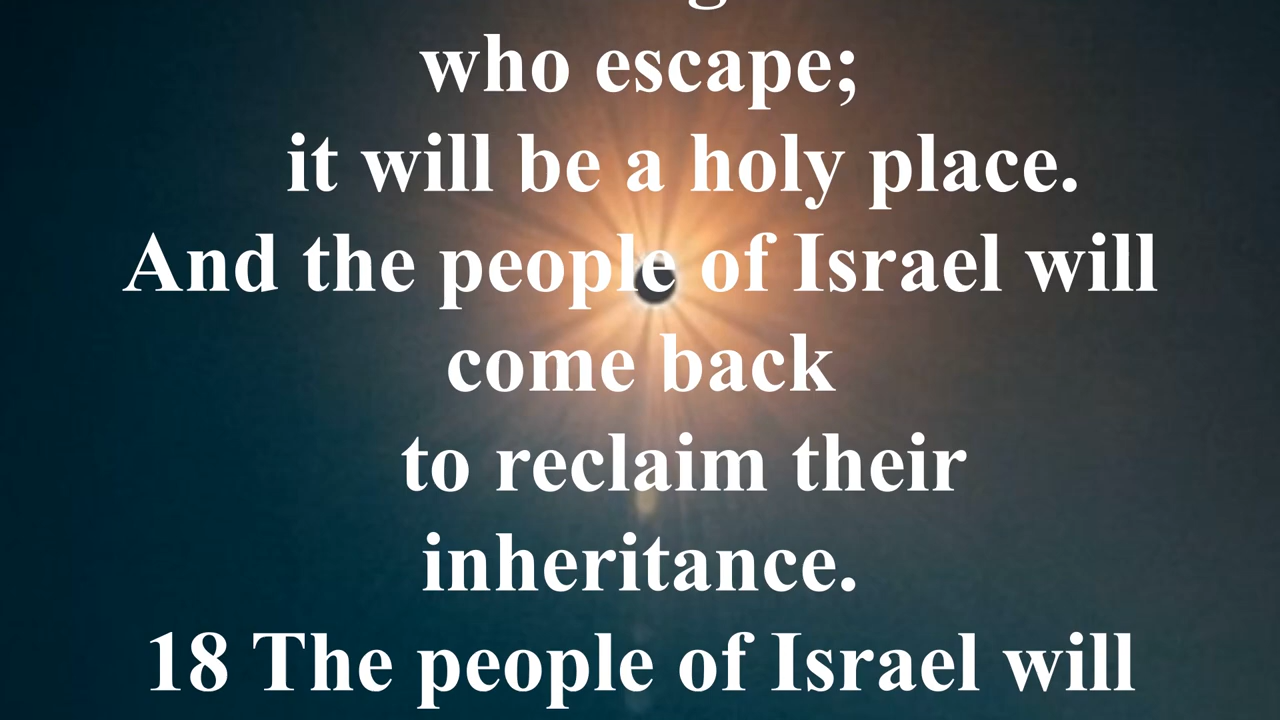 who escape;
it will be a holy place.
And the people of Israel will
come back
to reclaim their
inheritance.
18 The people of Israel will